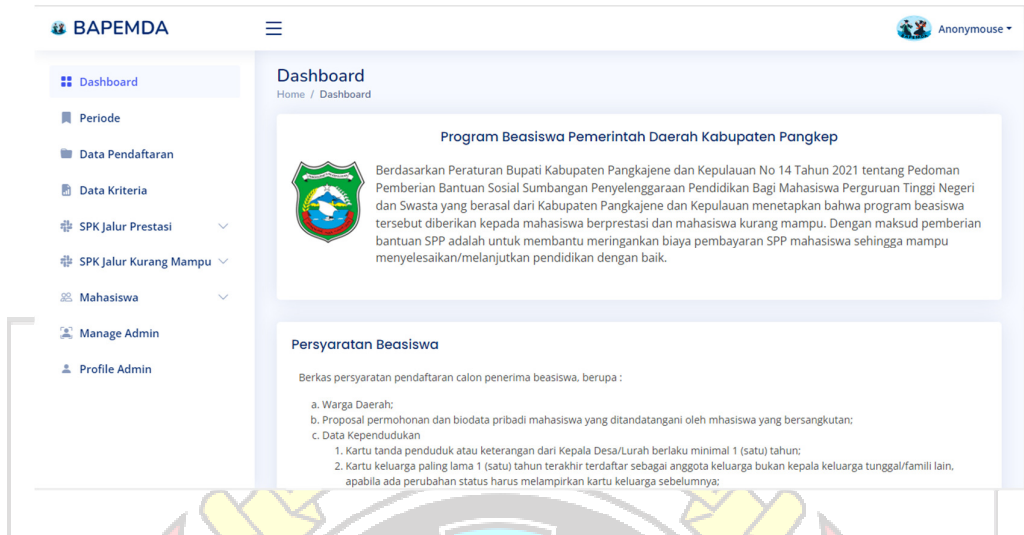 BAPEMDA
Anonymouse
Dashboard
Periode
Data Pendaftaran
Data Kriteria
SPK Jalur Prestasi
SPK Jalur Kurang Mampu
Mahasiswa
Manage Admin
Profile Admin
Dashboard
Home / Dashboard
Program Beasiswa Pemerintah Daerah Kabupaten Pangkep
Berdasarkan Peraturan Bupati Kabupaten Pangkajene dan Kepulauan No 14 Tahun 2021 tentang Pedoman
Pemberian Bantuan Sosial Sumbangan Penyelenggaraan Pendidikan Bagi Mahasiswa Perguruan Tinggi Negeri
dan Swasta yang berasal dari Kabupaten Pangkajene dan Kepulauan menetapkan bahwa program beasiswa
tersebut diberikan kepada mahasiswa berprestasi dan mahasiswa kurang mampu. Dengan maksud pemberian
bantuan SPP adalah untuk membantu meringankan biaya pembayaran SPP mahasiswa sehingga mampu
menyelesaikan/melanjutkan pendidikan dengan baik.
Persyaratan Beasiswa
Berkas persyaratan pendaftaran calon penerima beasiswa, berupa :
a. Warga Daerah;
b. Proposal permohonan dan biodata pribadi mahasiswa yang ditandatangani oleh mhasiswa yang bersangkutan;
c. Data Kependudukan
1. Kartu tanda penduduk atau keterangan dari Kepala Desa/Lurah berlaku minimal 1 (satu) tahun;
2. Kartu keluarga paling lama 1 (satu) tahun terakhir terdaftar sebagai anggota keluarga bukan kepala keluarga tunggal/famili lain,
apabila ada perubahan status harus melampirkan kartu keluarga sebelumnya;